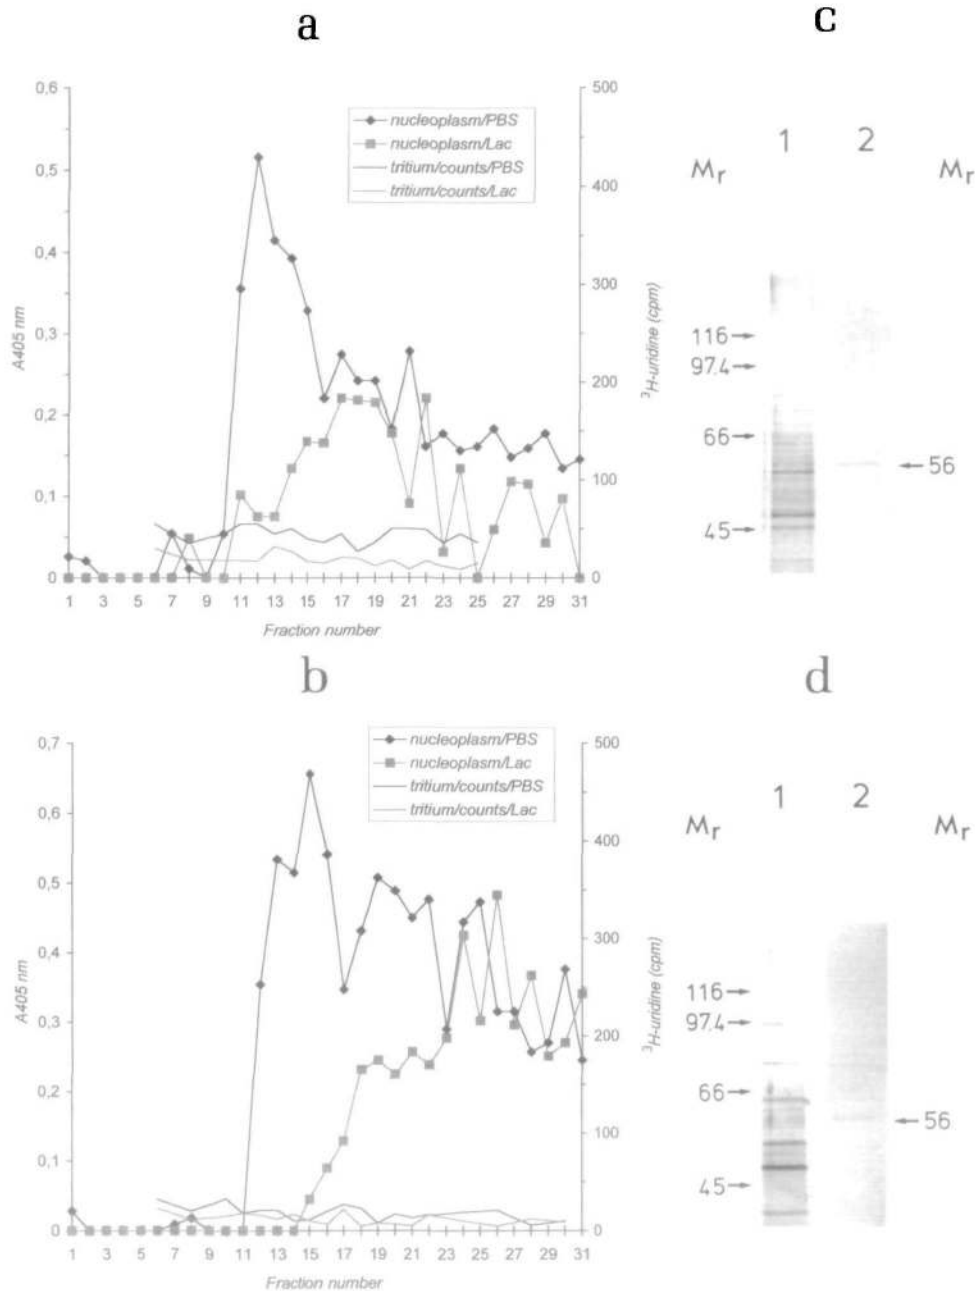 a
0,6
0,5
0,4
0,3
0,2
0,1
0
A405 nm
500
400
300
200
100
0
³H-uridine (cpm)
nucleoplasm/PBS
nucleoplasm/Lac
tritium/counts/PBS
tritium/counts/Lac
1 3 5 7 9 11 13 15 17 19 21 23 25 27 29 31
Fraction number
c
1 2
Mr Mr
116
97.4
66
56
45
b
0,7
0,6
0,5
0,4
0,3
0,2
0,1
0
A405 nm
500
400
300
200
100
0
³H-uridine (cpm)
nucleoplasm/PBS
nucleoplasm/Lac
tritium/counts/PBS
tritium/counts/Lac
1 3 5 7 9 11 13 15 17 19 21 23 25 27 29 31
Fraction number
d
1 2
Mr Mr
116
97.4
66
56
45